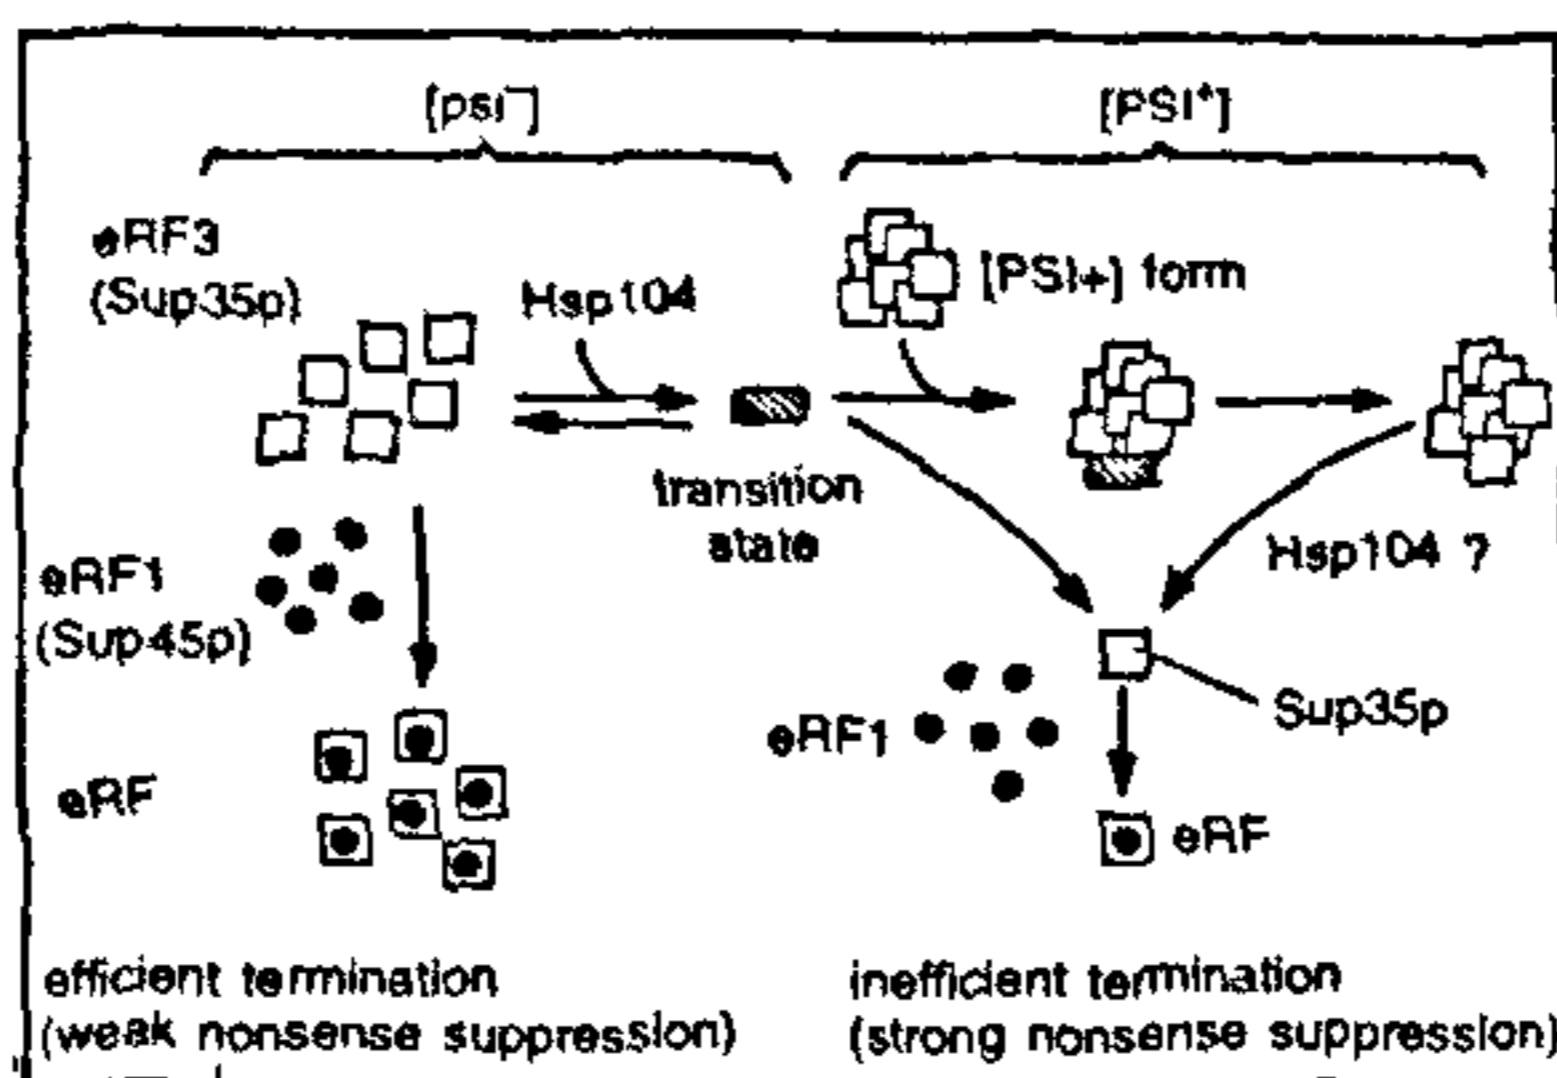 [psi⁻]
[PSI⁺]
eRF3
(Sup35p)
Hsp104
[PSI+] form
transition
state
Hsp104 ?
eRF1
(Sup45p)
Sup35p
eRF1
eRF
eRF
efficient termination
(weak nonsense suppression)
inefficient termination
(strong nonsense suppression)